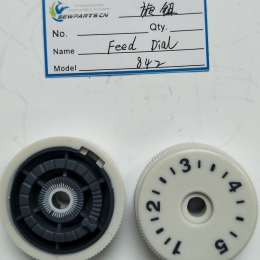 SEWPARTS.CN
旋钮
No. Qty.
Name Feed Dial
Model 842
1 2 3 4 5